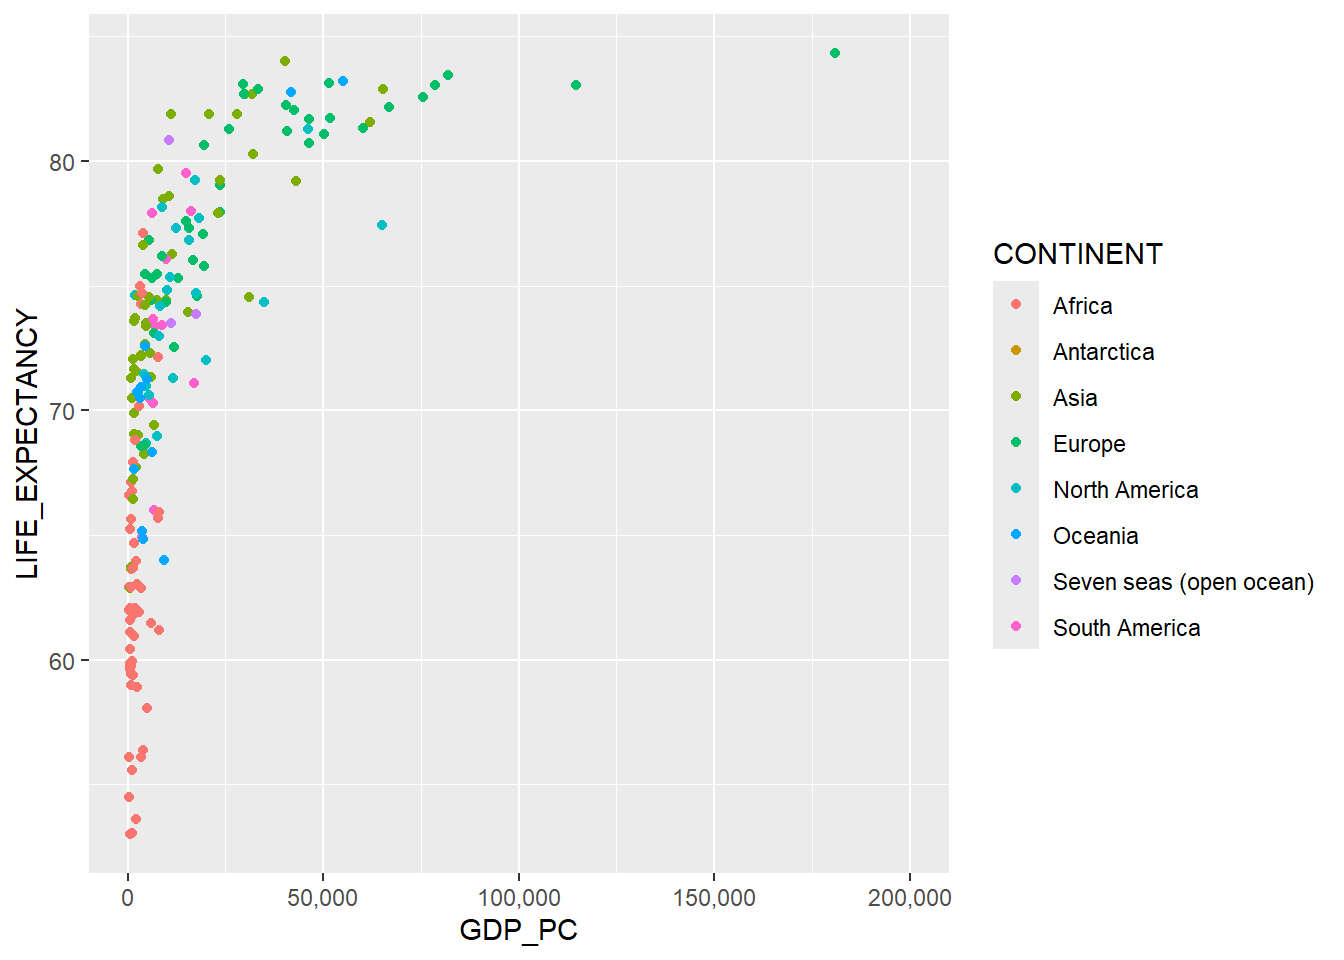 80
70
60
LIFE_EXPECTANCY
0
50,000
100,000
150,000
200,000
GDP_PC
CONTINENT
Africa
Antarctica
Asia
Europe
North America
Oceania
Seven seas (open ocean)
South America